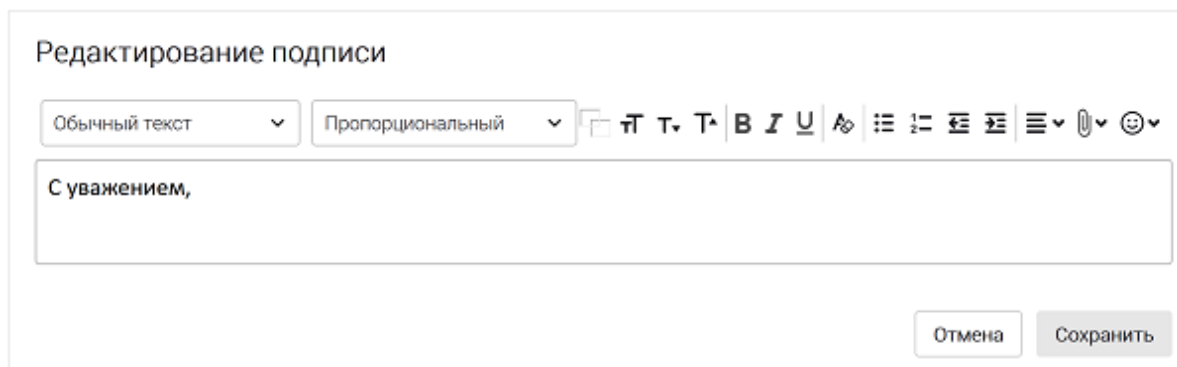 Редактирование подписи
Обычный текст Пропорциональный
С уважением,
Отмена Сохранить